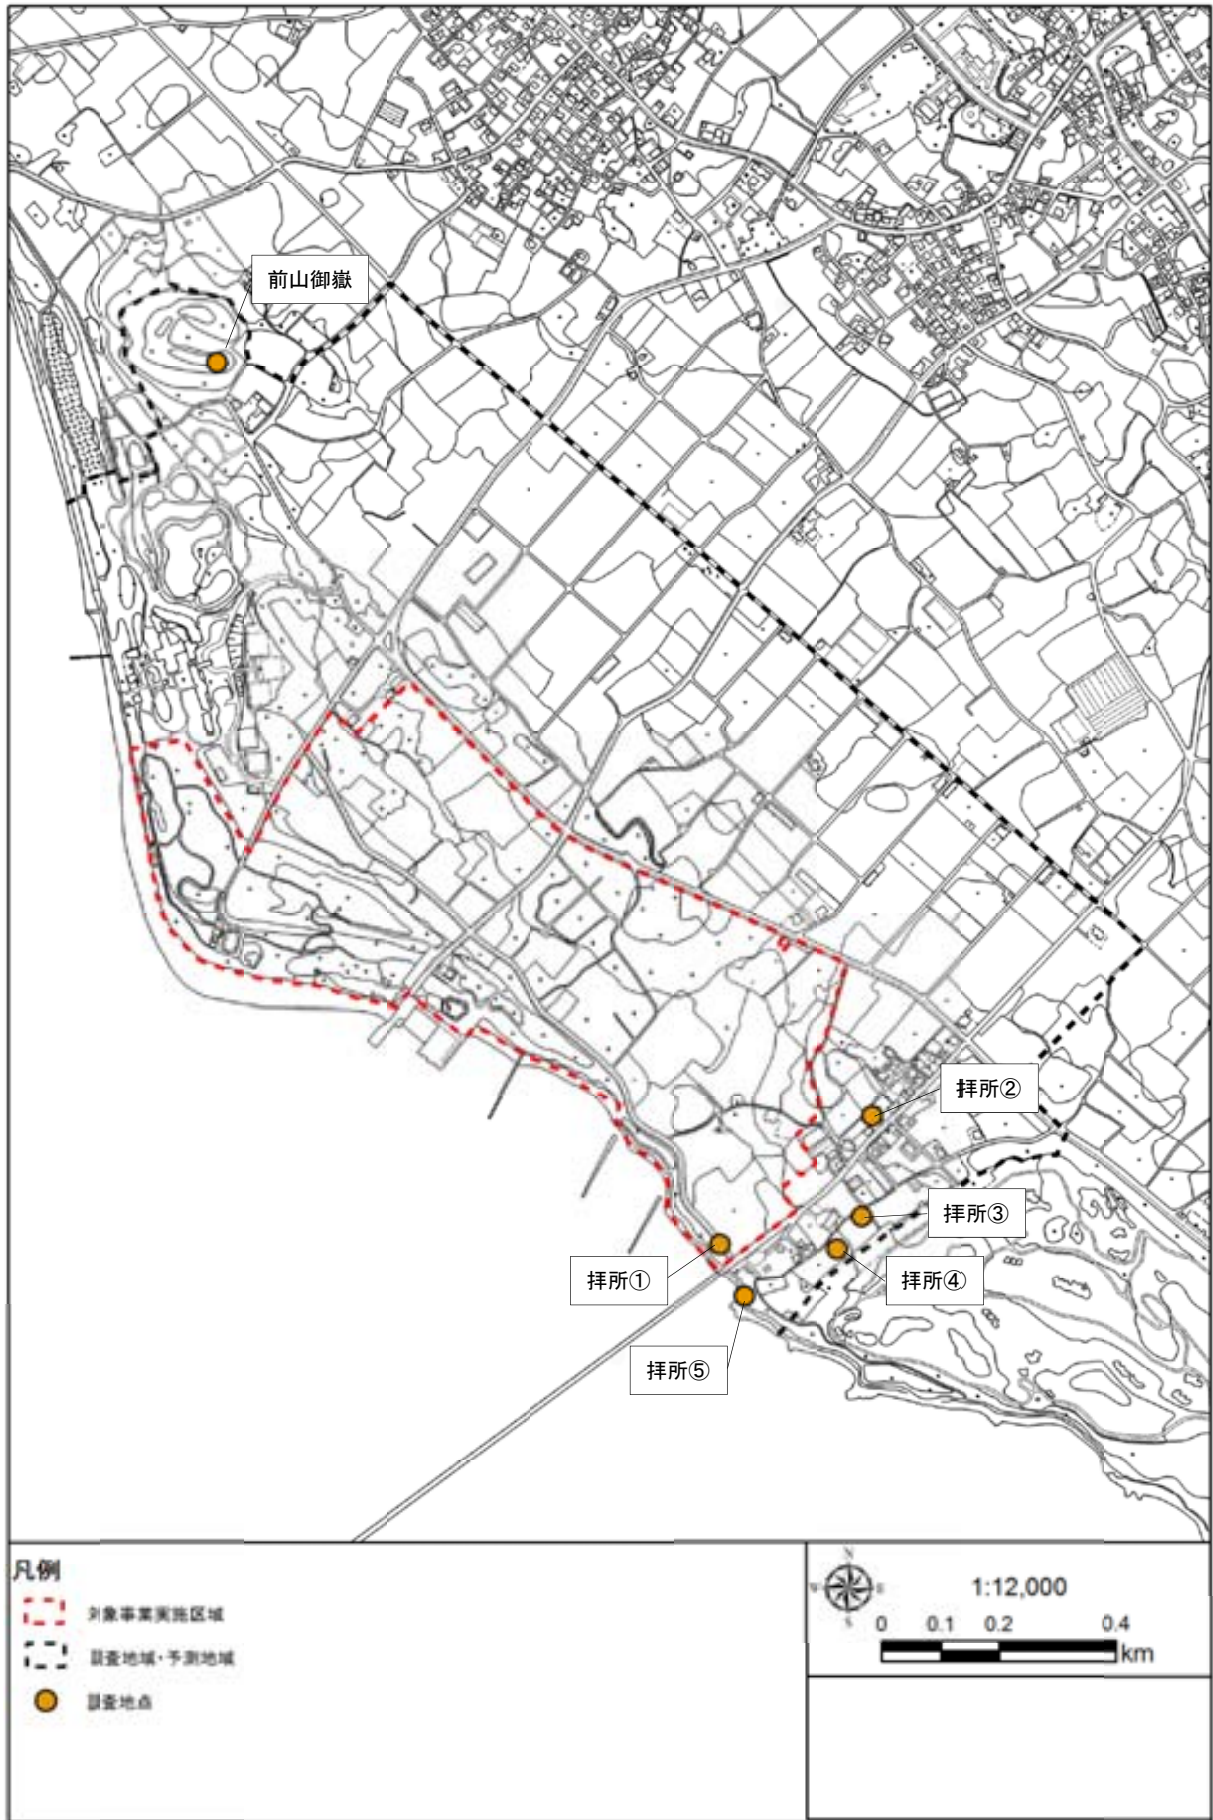 前山御嶽
拝所②
拝所③
拝所①
拝所④
拝所⑤
凡例
対象事業実施区域
調査地域・予測地域
調査地点
N
W
E
S
1:12,000
0 0.1 0.2 0.4
km